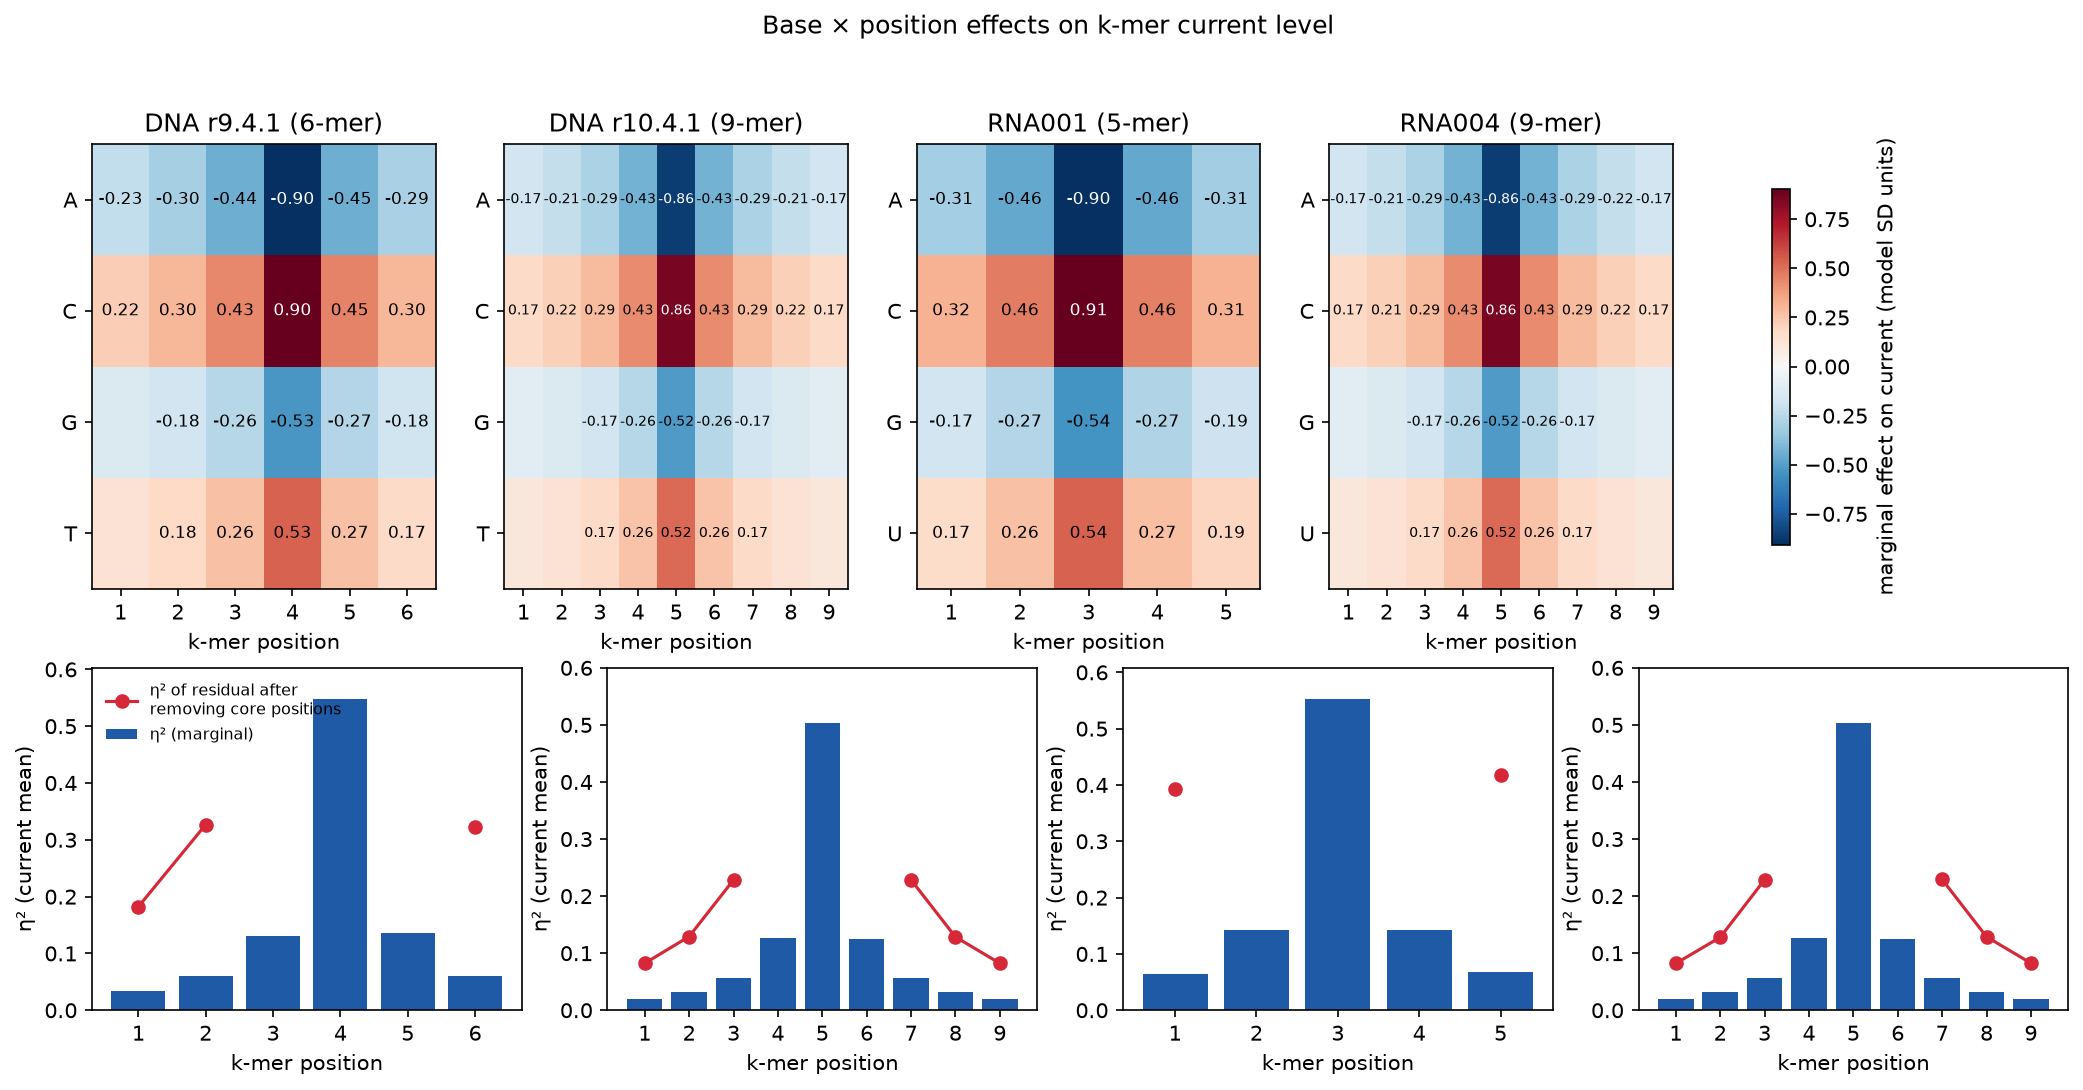 Base × position effects on k-mer current level
DNA r9.4.1 (6-mer)
A -0.23 -0.30 -0.44 -0.90 -0.45 -0.29
C 0.22 0.30 0.43 0.90 0.45 0.30
G -0.18 -0.26 -0.53 -0.27 -0.18
T 0.18 0.26 0.53 0.27 0.17
1 2 3 4 5 6
k-mer position
DNA r10.4.1 (9-mer)
A -0.17 -0.21 -0.29 -0.43 -0.86 -0.43 -0.29 -0.21 -0.17
C 0.17 0.22 0.29 0.43 0.86 0.43 0.29 0.22 0.17
G -0.17 -0.26 -0.52 -0.26 -0.17
T 0.17 0.26 0.52 0.26 0.17
1 2 3 4 5 6 7 8 9
k-mer position
RNA001 (5-mer)
A -0.31 -0.46 -0.90 -0.46 -0.31
C 0.32 0.46 0.91 0.46 0.31
G -0.17 -0.27 -0.54 -0.27 -0.19
U 0.17 0.26 0.54 0.27 0.19
1 2 3 4 5
k-mer position
RNA004 (9-mer)
A -0.17 -0.21 -0.29 -0.43 -0.86 -0.43 -0.29 -0.22 -0.17
C 0.17 0.21 0.29 0.43 0.86 0.43 0.29 0.22 0.17
G -0.17 -0.26 -0.52 -0.26 -0.17
U 0.17 0.26 0.52 0.26 0.17
1 2 3 4 5 6 7 8 9
k-mer position
0.75
0.50
0.25
0.00
−0.25
−0.50
−0.75
marginal effect on current (model SD units)
η² (current mean)
0.6
0.5
0.4
0.3
0.2
0.1
0.0
η² of residual after
removing core positions
η² (marginal)
1 2 3 4 5 6
k-mer position
η² (current mean)
0.6
0.5
0.4
0.3
0.2
0.1
0.0
1 2 3 4 5 6 7 8 9
k-mer position
η² (current mean)
0.6
0.5
0.4
0.3
0.2
0.1
0.0
1 2 3 4 5
k-mer position
η² (current mean)
0.6
0.5
0.4
0.3
0.2
0.1
0.0
1 2 3 4 5 6 7 8 9
k-mer position